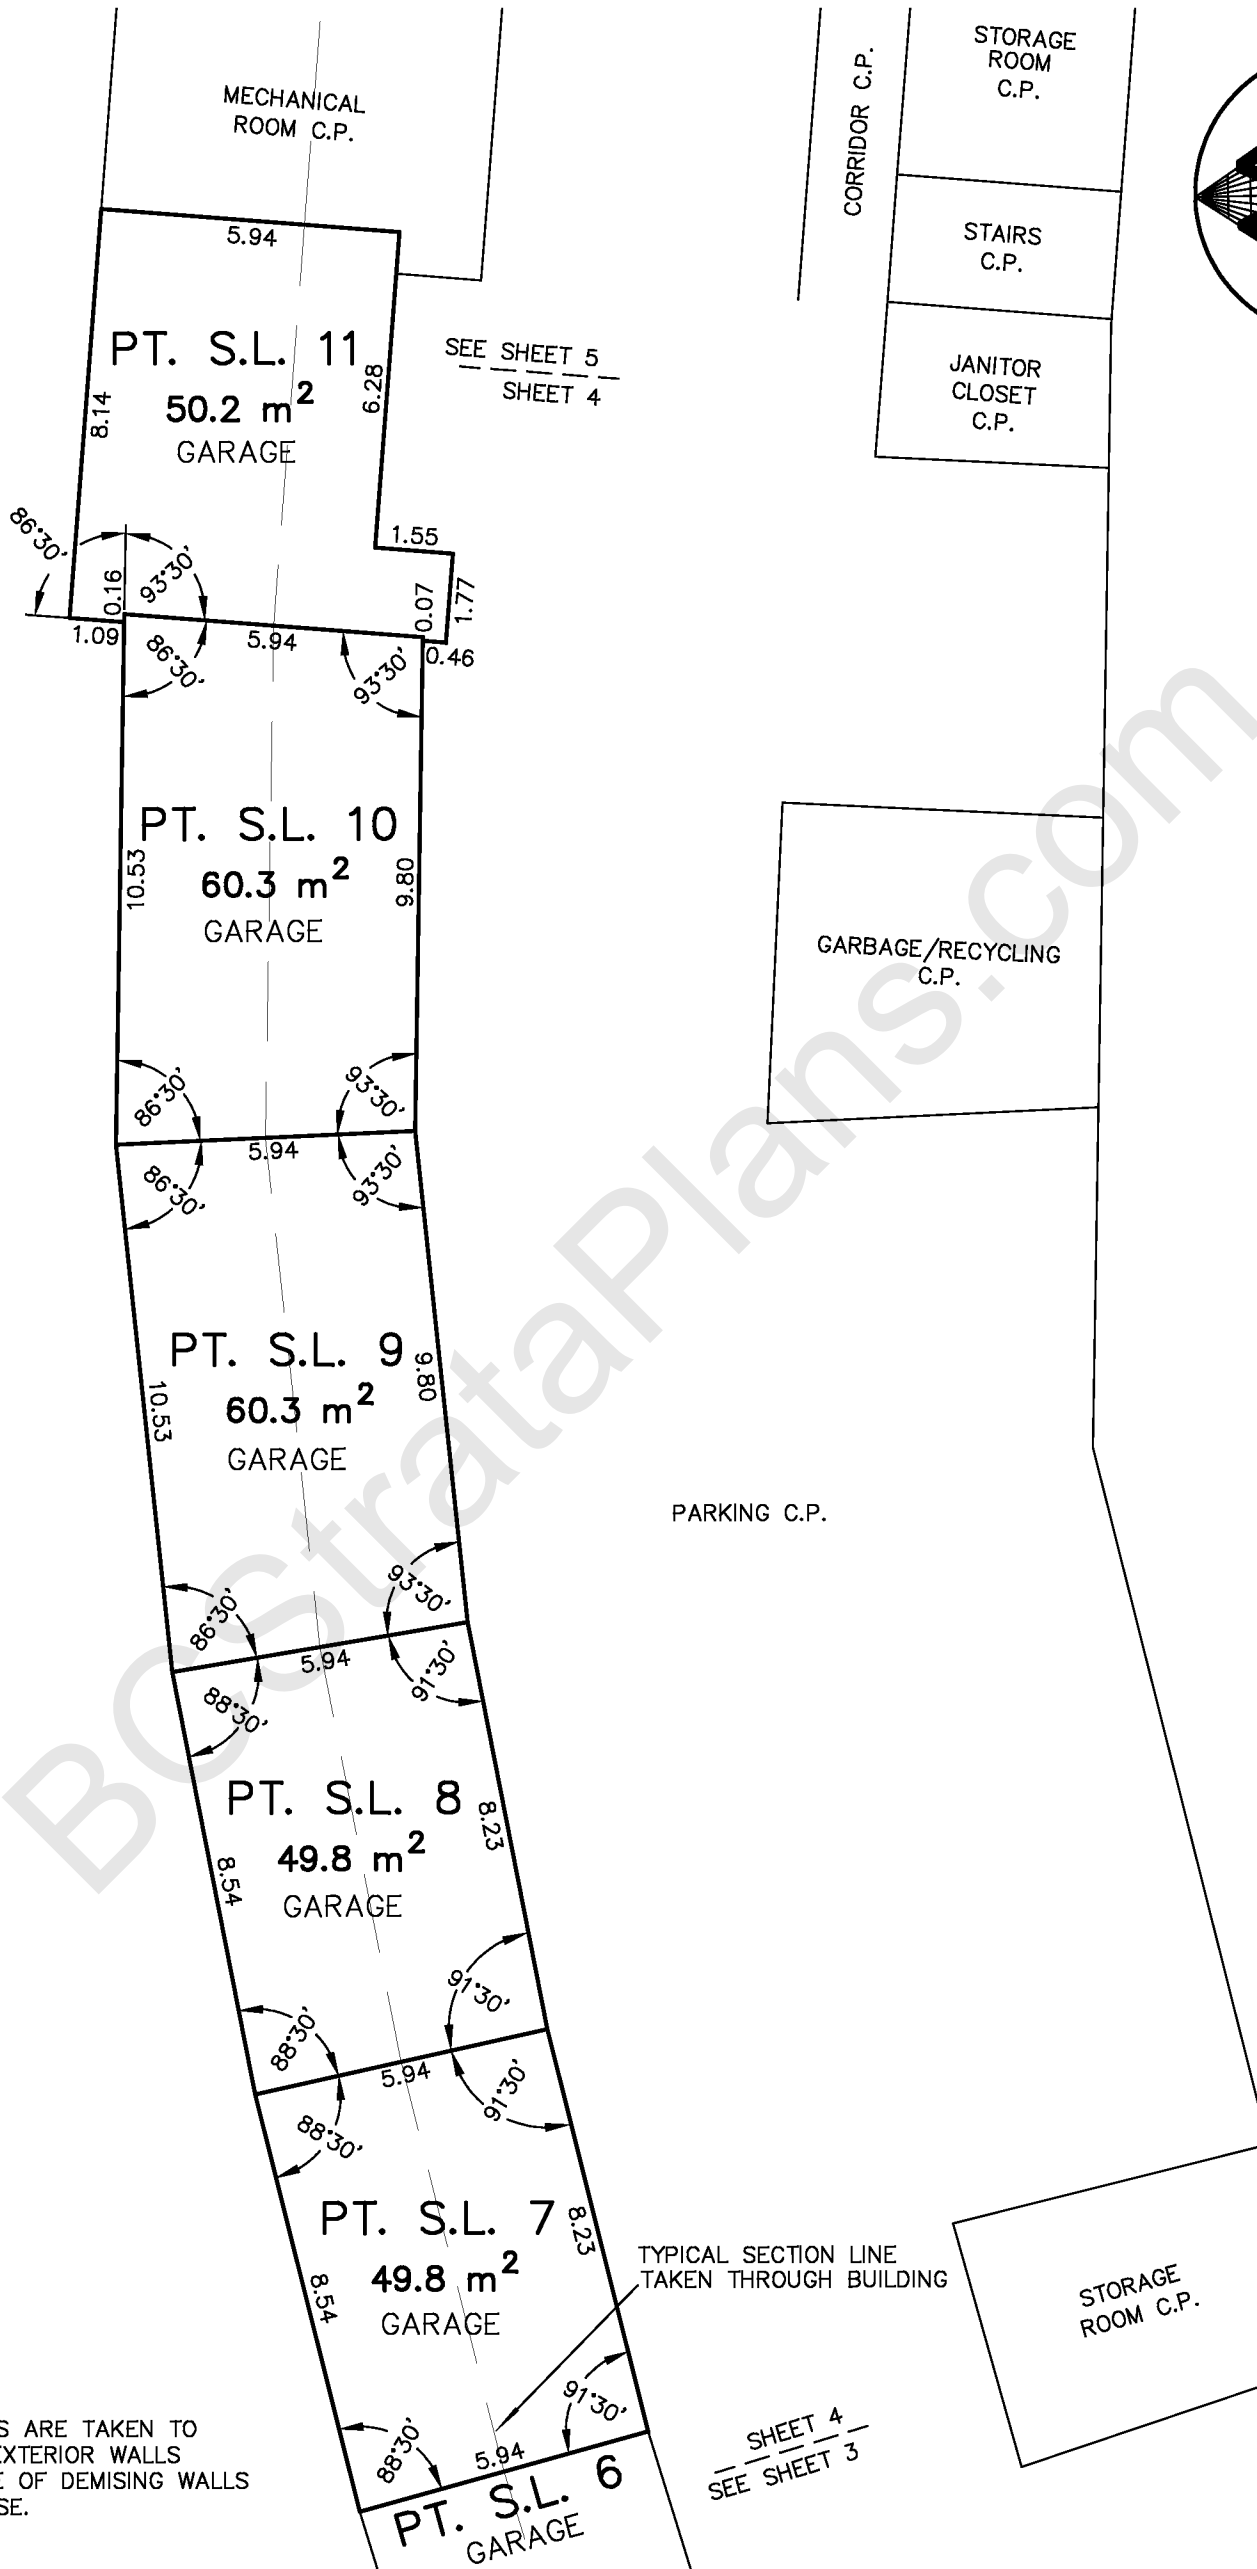 MECHANICAL
ROOM C.P.
CORRIDOR C.P.
STORAGE
ROOM
C.P.
STAIRS
C.P.
JANITOR
CLOSET
C.P.
5.94
PT. S.L. 11
50.2 m²
GARAGE
8.14
6.28
SEE SHEET 5
SHEET 4
86°30'
93°30'
0.16
1.55
0.07
1.77
1.09
5.94
0.46
86°30'
93°30'
PT. S.L. 10
60.3 m²
GARAGE
10.53
9.80
GARBAGE/RECYCLING
C.P.
86°30'
93°30'
5.94
86°30'
93°30'
PT. S.L. 9
60.3 m²
GARAGE
10.53
9.80
PARKING C.P.
86°30'
93°30'
5.94
88°30'
91°30'
PT. S.L. 8
49.8 m²
GARAGE
8.54
8.23
88°30'
91°30'
5.94
88°30'
91°30'
PT. S.L. 7
49.8 m²
GARAGE
8.54
8.23
TYPICAL SECTION LINE
TAKEN THROUGH BUILDING
STORAGE
ROOM C.P.
88°30'
91°30'
5.94
PT. S.L. 6
GARAGE
SHEET 4
SEE SHEET 3
S ARE TAKEN TO
EXTERIOR WALLS
E OF DEMISING WALLS
SE.
BCStrataPlans.com